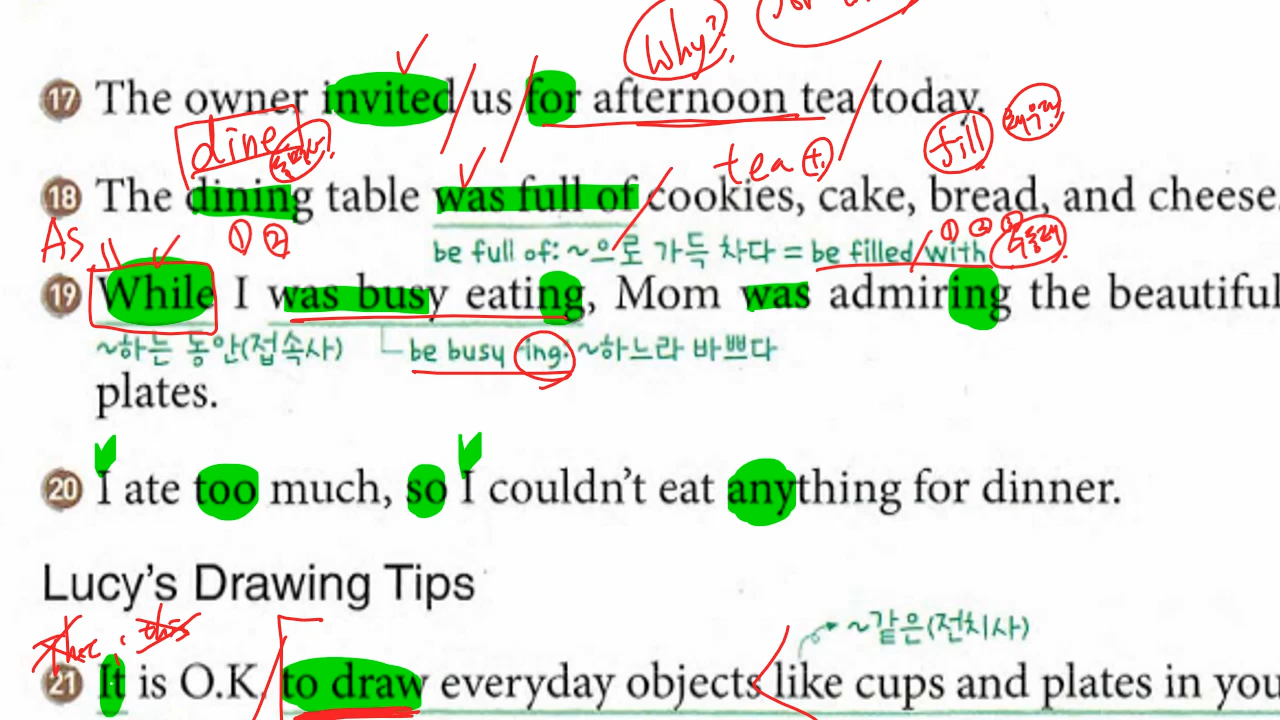 Why?
17 The owner invited us for afternoon tea today.
dine
tea
fill
18 The dining table was full of cookies, cake, bread, and cheese.
As
① ②
be full of: ~으로 가득 차다 = be filled with
① ② ③
19 While I was busy eating, Mom was admiring the beautiful
~하는 동안(접속사)
be busy -ing: ~하느라 바쁘다
plates.
20 I ate too much, so I couldn't eat anything for dinner.
Lucy's Drawing Tips
~같은(전치사)
21 It is O.K. to draw everyday objects like cups and plates in you